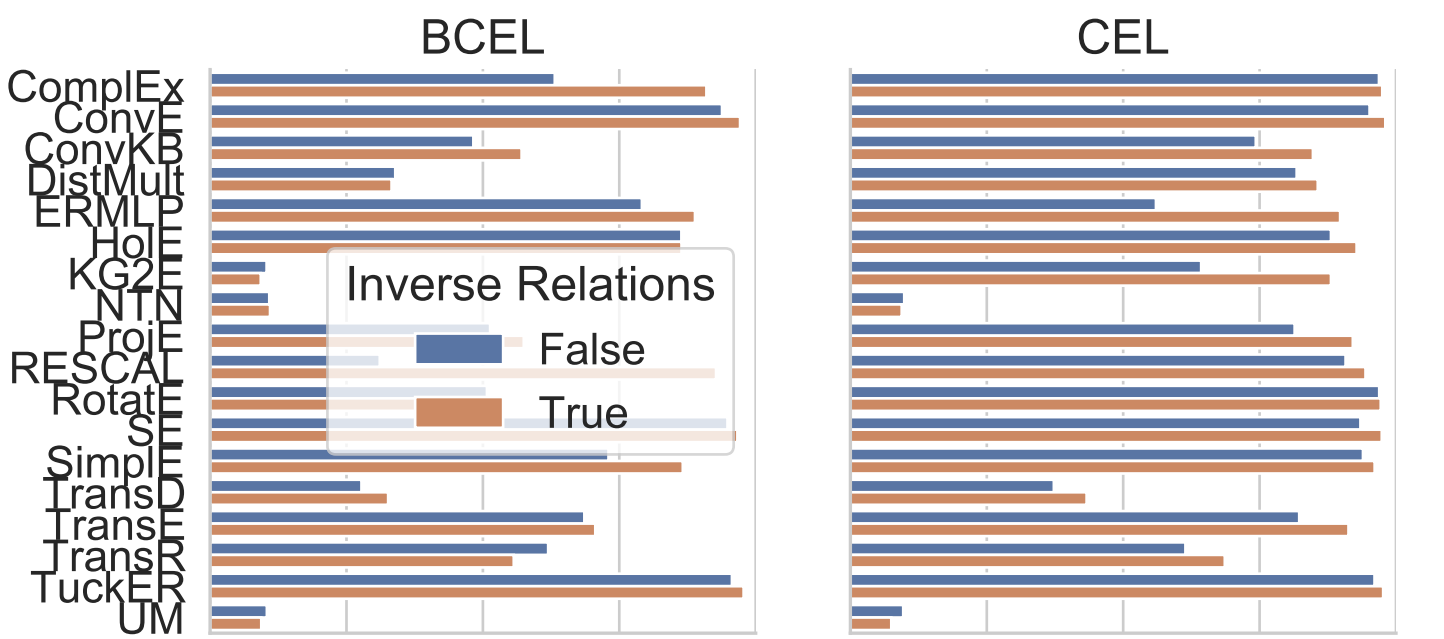 BCEL
CEL
ComplEx
ConvE
ConvKB
DistMult
ERMLP
HolE
KG2E
NTN
ProjE
RESCAL
RotatE
SE
SimplE
TransD
TransE
TransR
TuckER
UM
Inverse Relations
False
True